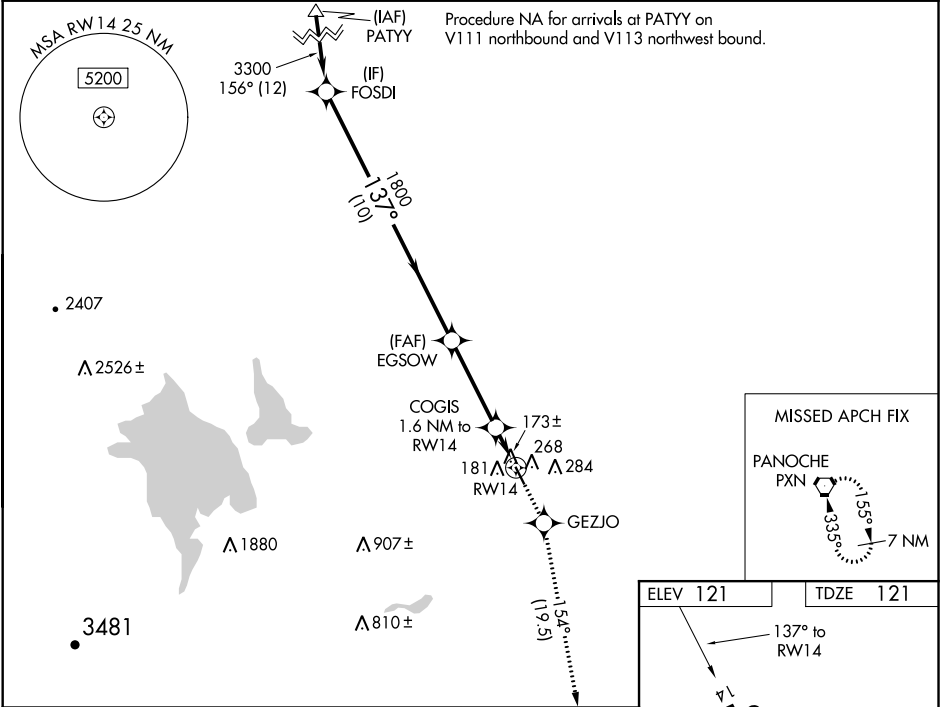 MSA RW14 25 NM
5200
(IAF)
PATYY
Procedure NA for arrivals at PATYY on
V111 northbound and V113 northwest bound.
3300
156° (12)
(IF)
FOSDI
1800
137°
(10)
2407
2526±
(FAF)
EGSOW
COGIS
1.6 NM to
RW14
173±
268
181
284
RW14
GEZJO
1880
907±
810±
3481
154°
(19.5)
MISSED APCH FIX
PANOCHE
PXN
155°
335°
7 NM
ELEV 121
TDZE 121
137° to
RW14
14